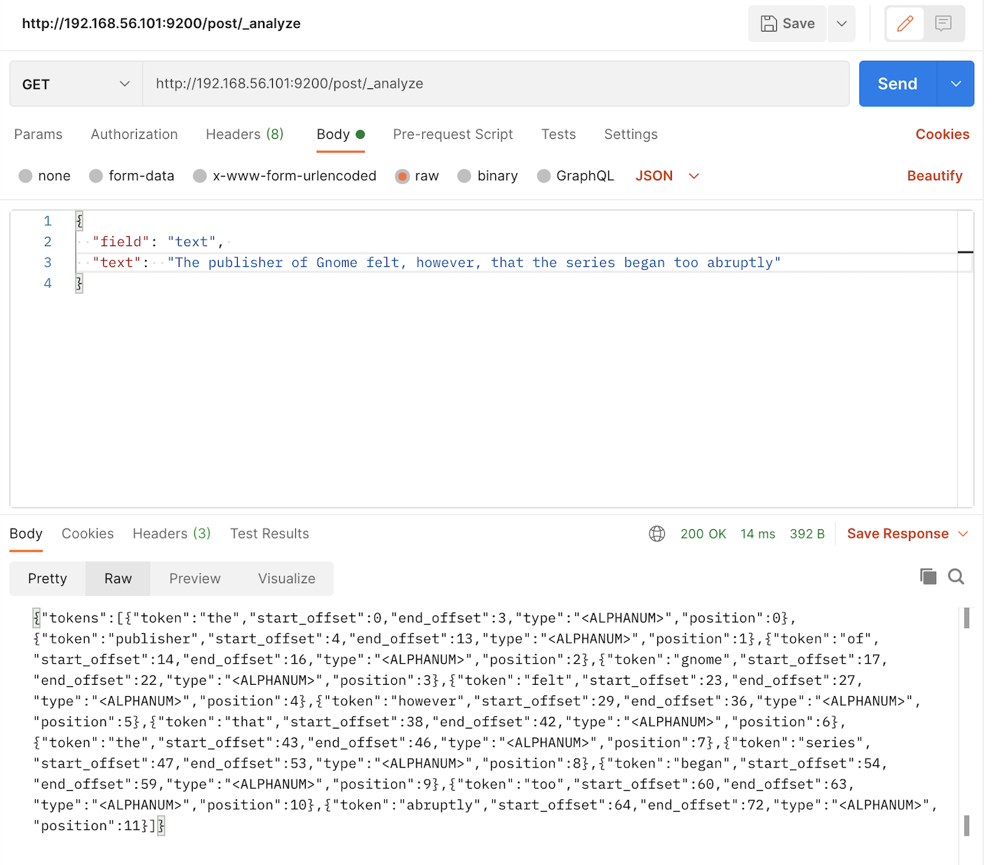 http://192.168.56.101:9200/post/_analyze
Save
GET
http://192.168.56.101:9200/post/_analyze
Send
Params Authorization Headers (8) Body Pre-request Script Tests Settings Cookies
none form-data x-www-form-urlencoded raw binary GraphQL JSON Beautify
1 {
2 "field": "text",
3 "text": "The publisher of Gnome felt, however, that the series began too abruptly"
4 }
Body Cookies Headers (3) Test Results 200 OK 14 ms 392 B Save Response
Pretty Raw Preview Visualize
{"tokens":[{"token":"the","start_offset":0,"end_offset":3,"type":"<ALPHANUM>","position":0},
{"token":"publisher","start_offset":4,"end_offset":13,"type":"<ALPHANUM>","position":1},{"token":"of",
"start_offset":14,"end_offset":16,"type":"<ALPHANUM>","position":2},{"token":"gnome","start_offset":17,
"end_offset":22,"type":"<ALPHANUM>","position":3},{"token":"felt","start_offset":23,"end_offset":27,
"type":"<ALPHANUM>","position":4},{"token":"however","start_offset":29,"end_offset":36,"type":"<ALPHANUM>",
"position":5},{"token":"that","start_offset":38,"end_offset":42,"type":"<ALPHANUM>","position":6},
{"token":"the","start_offset":43,"end_offset":46,"type":"<ALPHANUM>","position":7},{"token":"series",
"start_offset":47,"end_offset":53,"type":"<ALPHANUM>","position":8},{"token":"began","start_offset":54,
"end_offset":59,"type":"<ALPHANUM>","position":9},{"token":"too","start_offset":60,"end_offset":63,
"type":"<ALPHANUM>","position":10},{"token":"abruptly","start_offset":64,"end_offset":72,"type":"<ALPHANUM>",
"position":11}]}